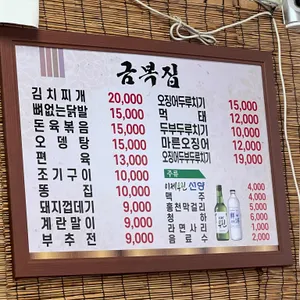 금복집
김치찌개 20,000
뼈없는닭발 15,000
돈육볶음 15,000
오뎅탕 15,000
편육 13,000
조기구이 10,000
똥집 10,000
돼지껍데기 9,000
계란말이 9,000
부추전 9,000
오징어두루치기 15,000
먹태 12,000
두부두루치기 10,000
마른오징어 12,000
오징어두루치기 19,000
주류
4,000
맥주 4,000
홍천막걸리 5,000
청하 6,000
라면사리 1,000
음료수 2,000